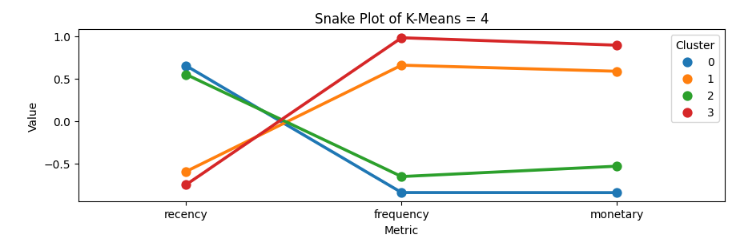 Snake Plot of K-Means = 4
1.0
0.5
0.0
−0.5
Value
recency
frequency
monetary
Metric
Cluster
0
1
2
3